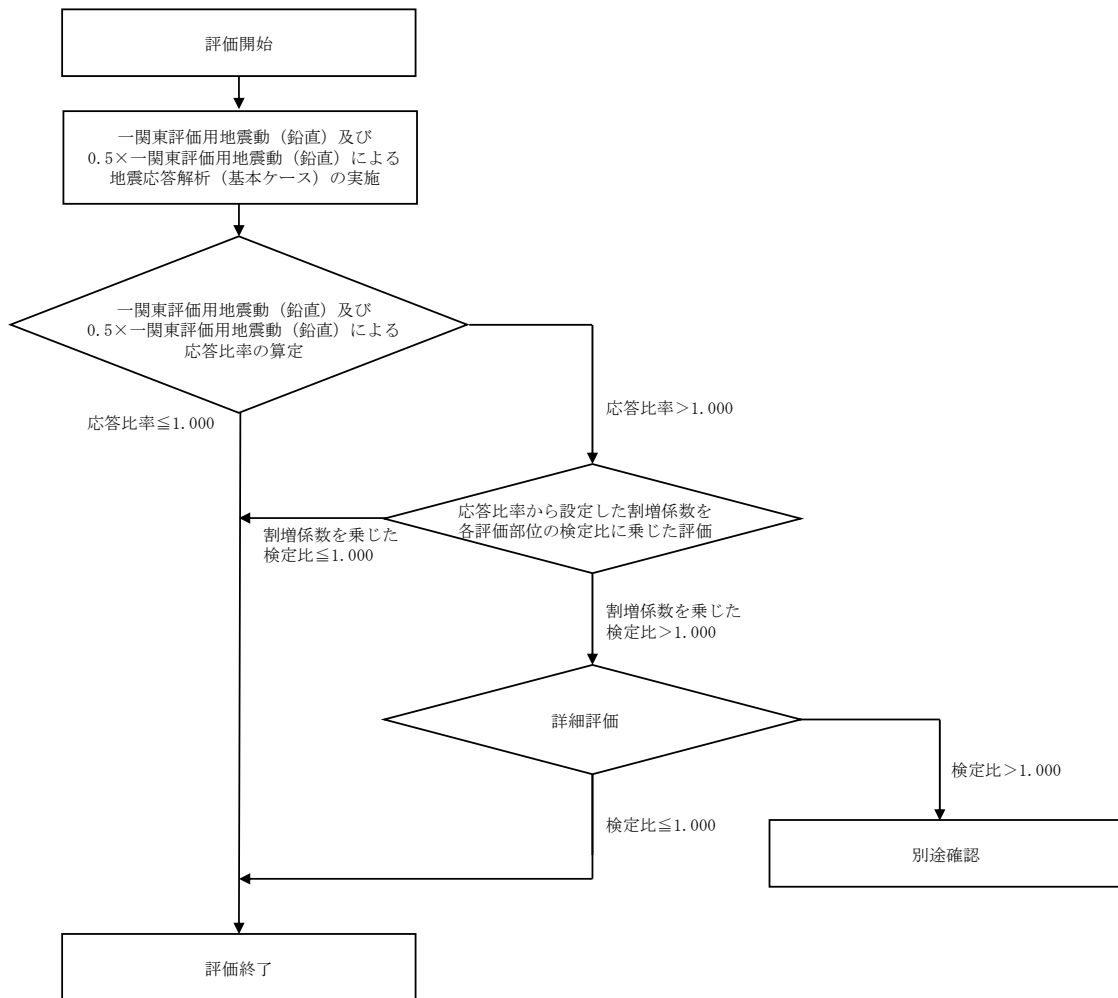 評価開始
一関東評価用地震動（鉛直）及び
0.5×一関東評価用地震動（鉛直）による
地震応答解析（基本ケース）の実施
一関東評価用地震動（鉛直）及び
0.5×一関東評価用地震動（鉛直）による
応答比率の算定
応答比率≦1.000
応答比率＞1.000
応答比率から設定した割増係数を
各評価部位の検定比に乗じた評価
割増係数を乗じた
検定比≦1.000
割増係数を乗じた
検定比＞1.000
詳細評価
検定比＞1.000
検定比≦1.000
別途確認
評価終了